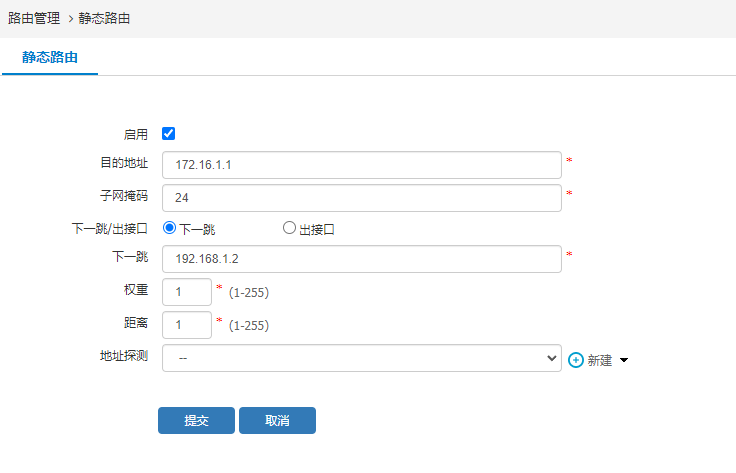 路由管理 > 静态路由
静态路由
启用
目的地址 172.16.1.1 *
子网掩码 24 *
下一跳/出接口 下一跳 出接口
下一跳 192.168.1.2 *
权重 1 * (1-255)
距离 1 * (1-255)
地址探测 -- 新建
提交 取消